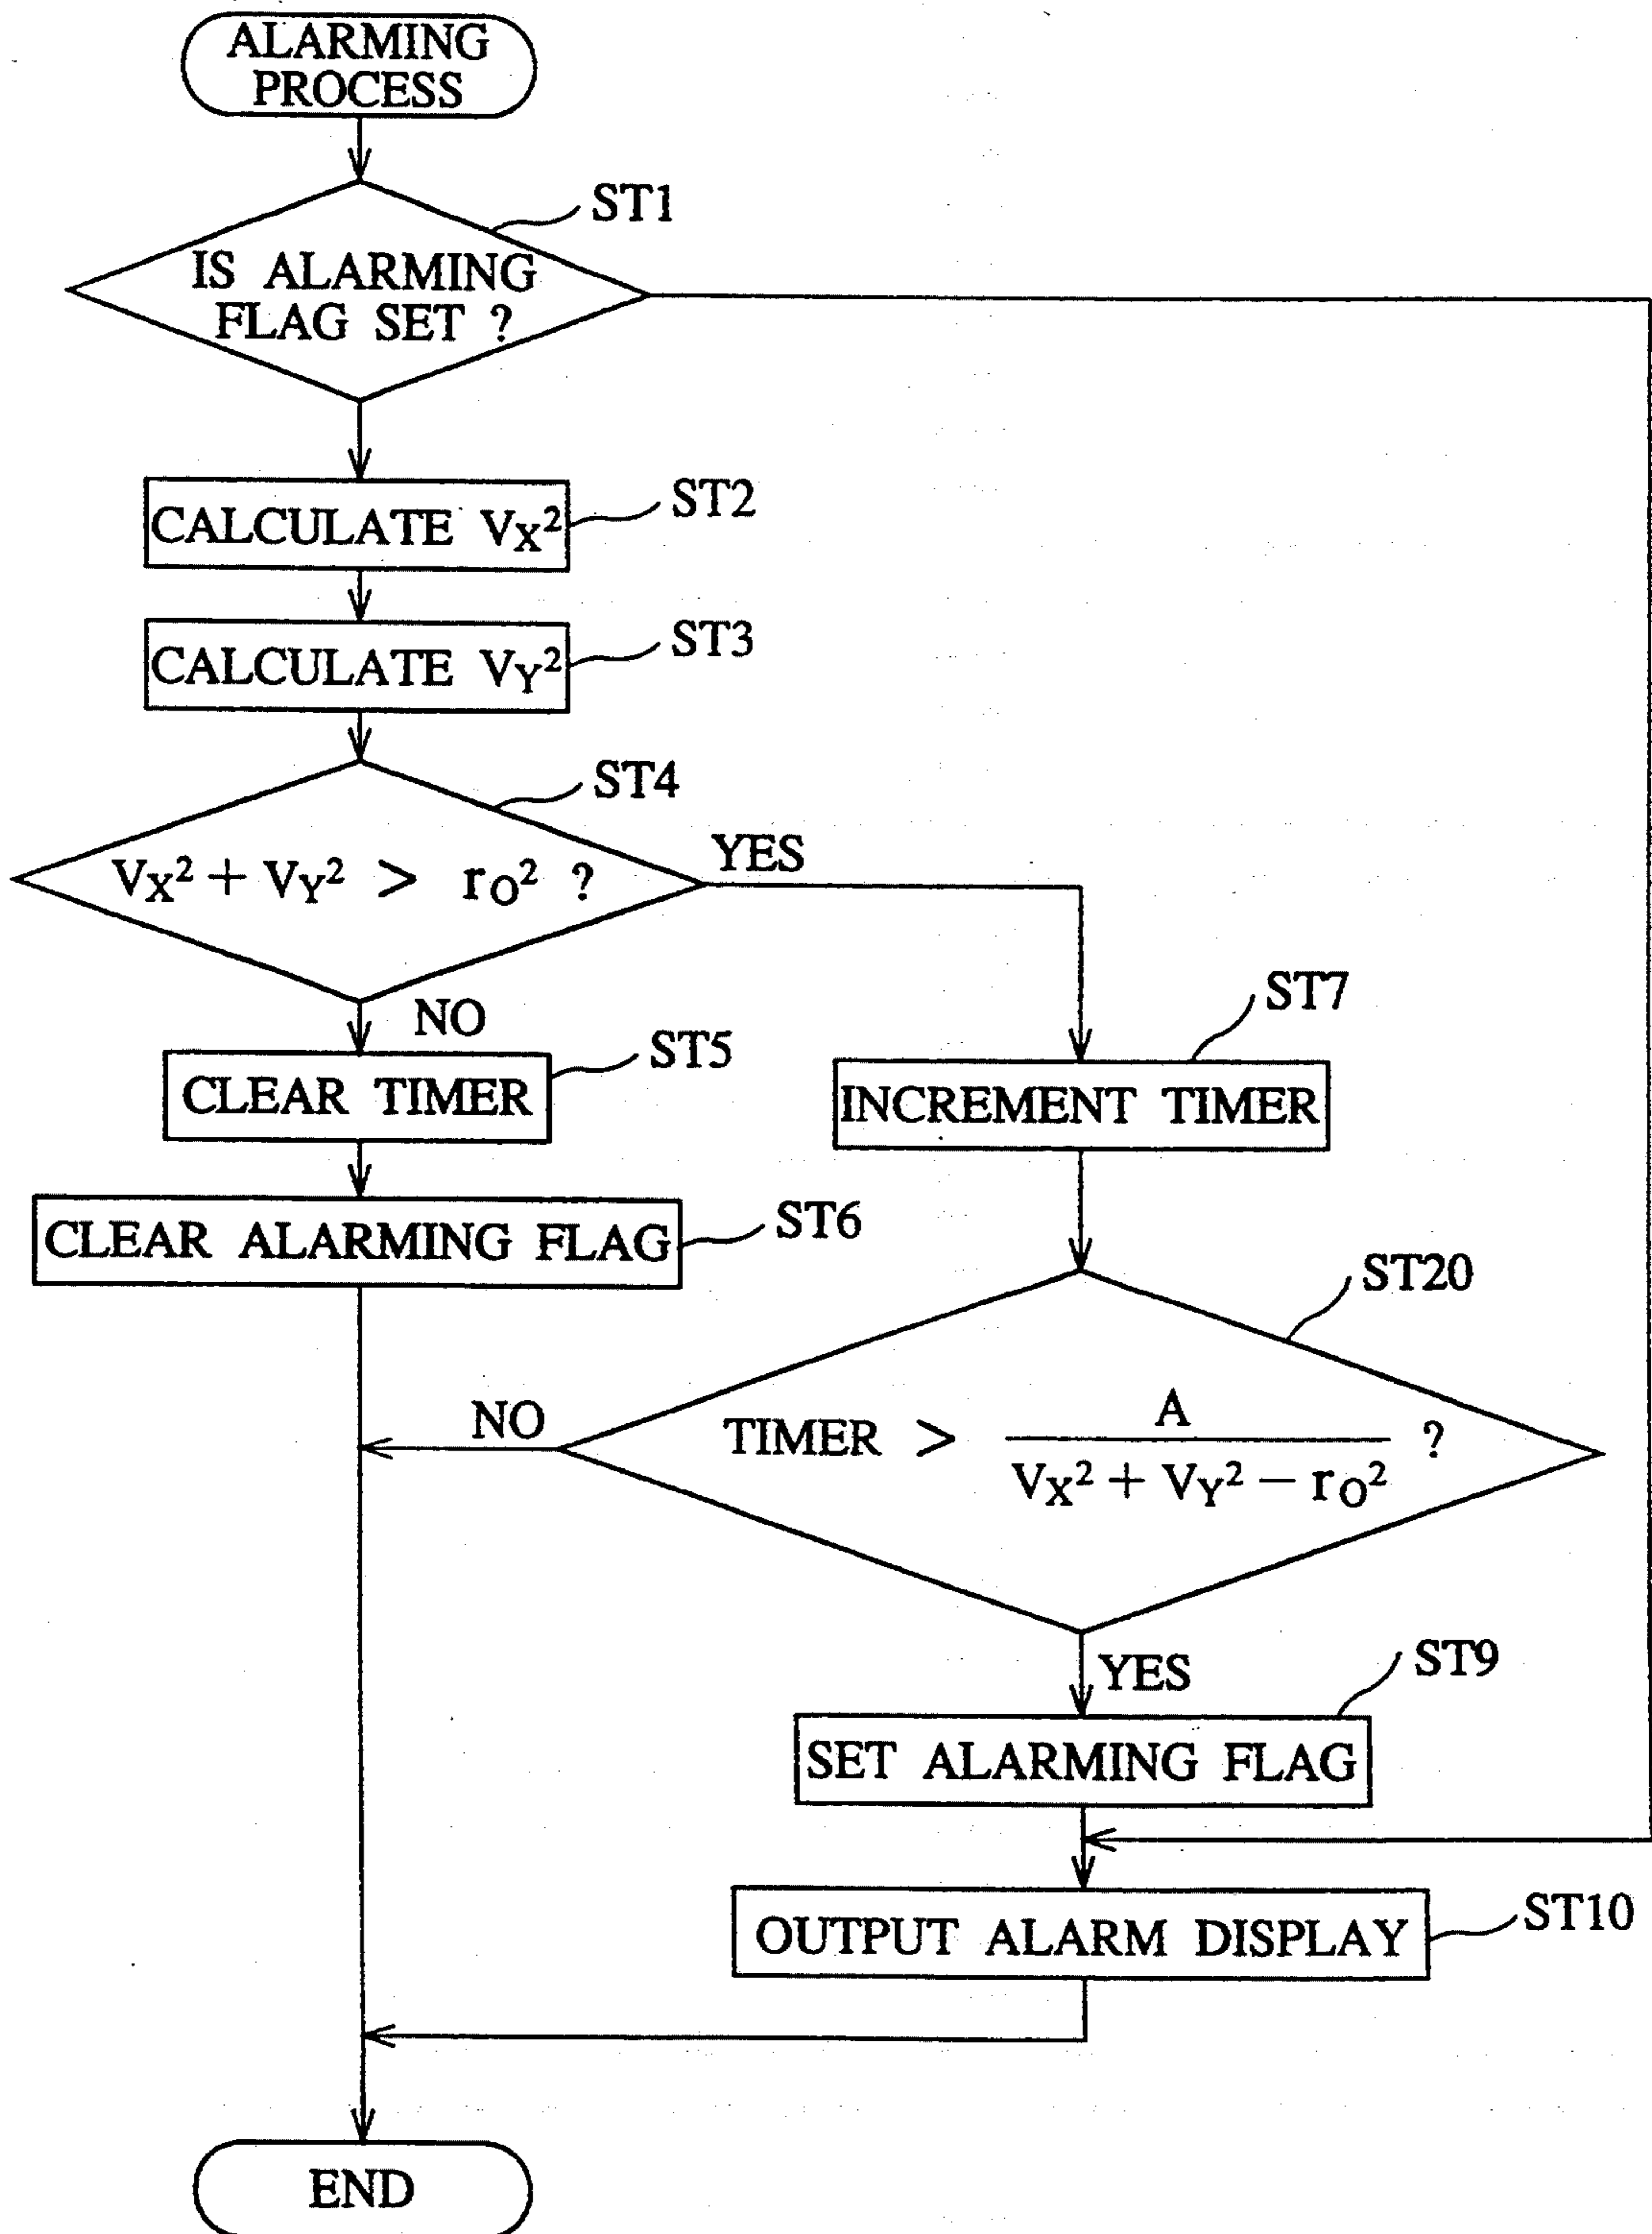 ALARMING
PROCESS
ST1
IS ALARMING
FLAG SET ?
ST2
CALCULATE VX²
ST3
CALCULATE VY²
ST4
VX² + VY² > rO² ?
YES
NO
ST5
CLEAR TIMER
ST7
INCREMENT TIMER
ST6
CLEAR ALARMING FLAG
ST20
NO
TIMER > A / VX² + VY² − rO² ?
YES
ST9
SET ALARMING FLAG
ST10
OUTPUT ALARM DISPLAY
END